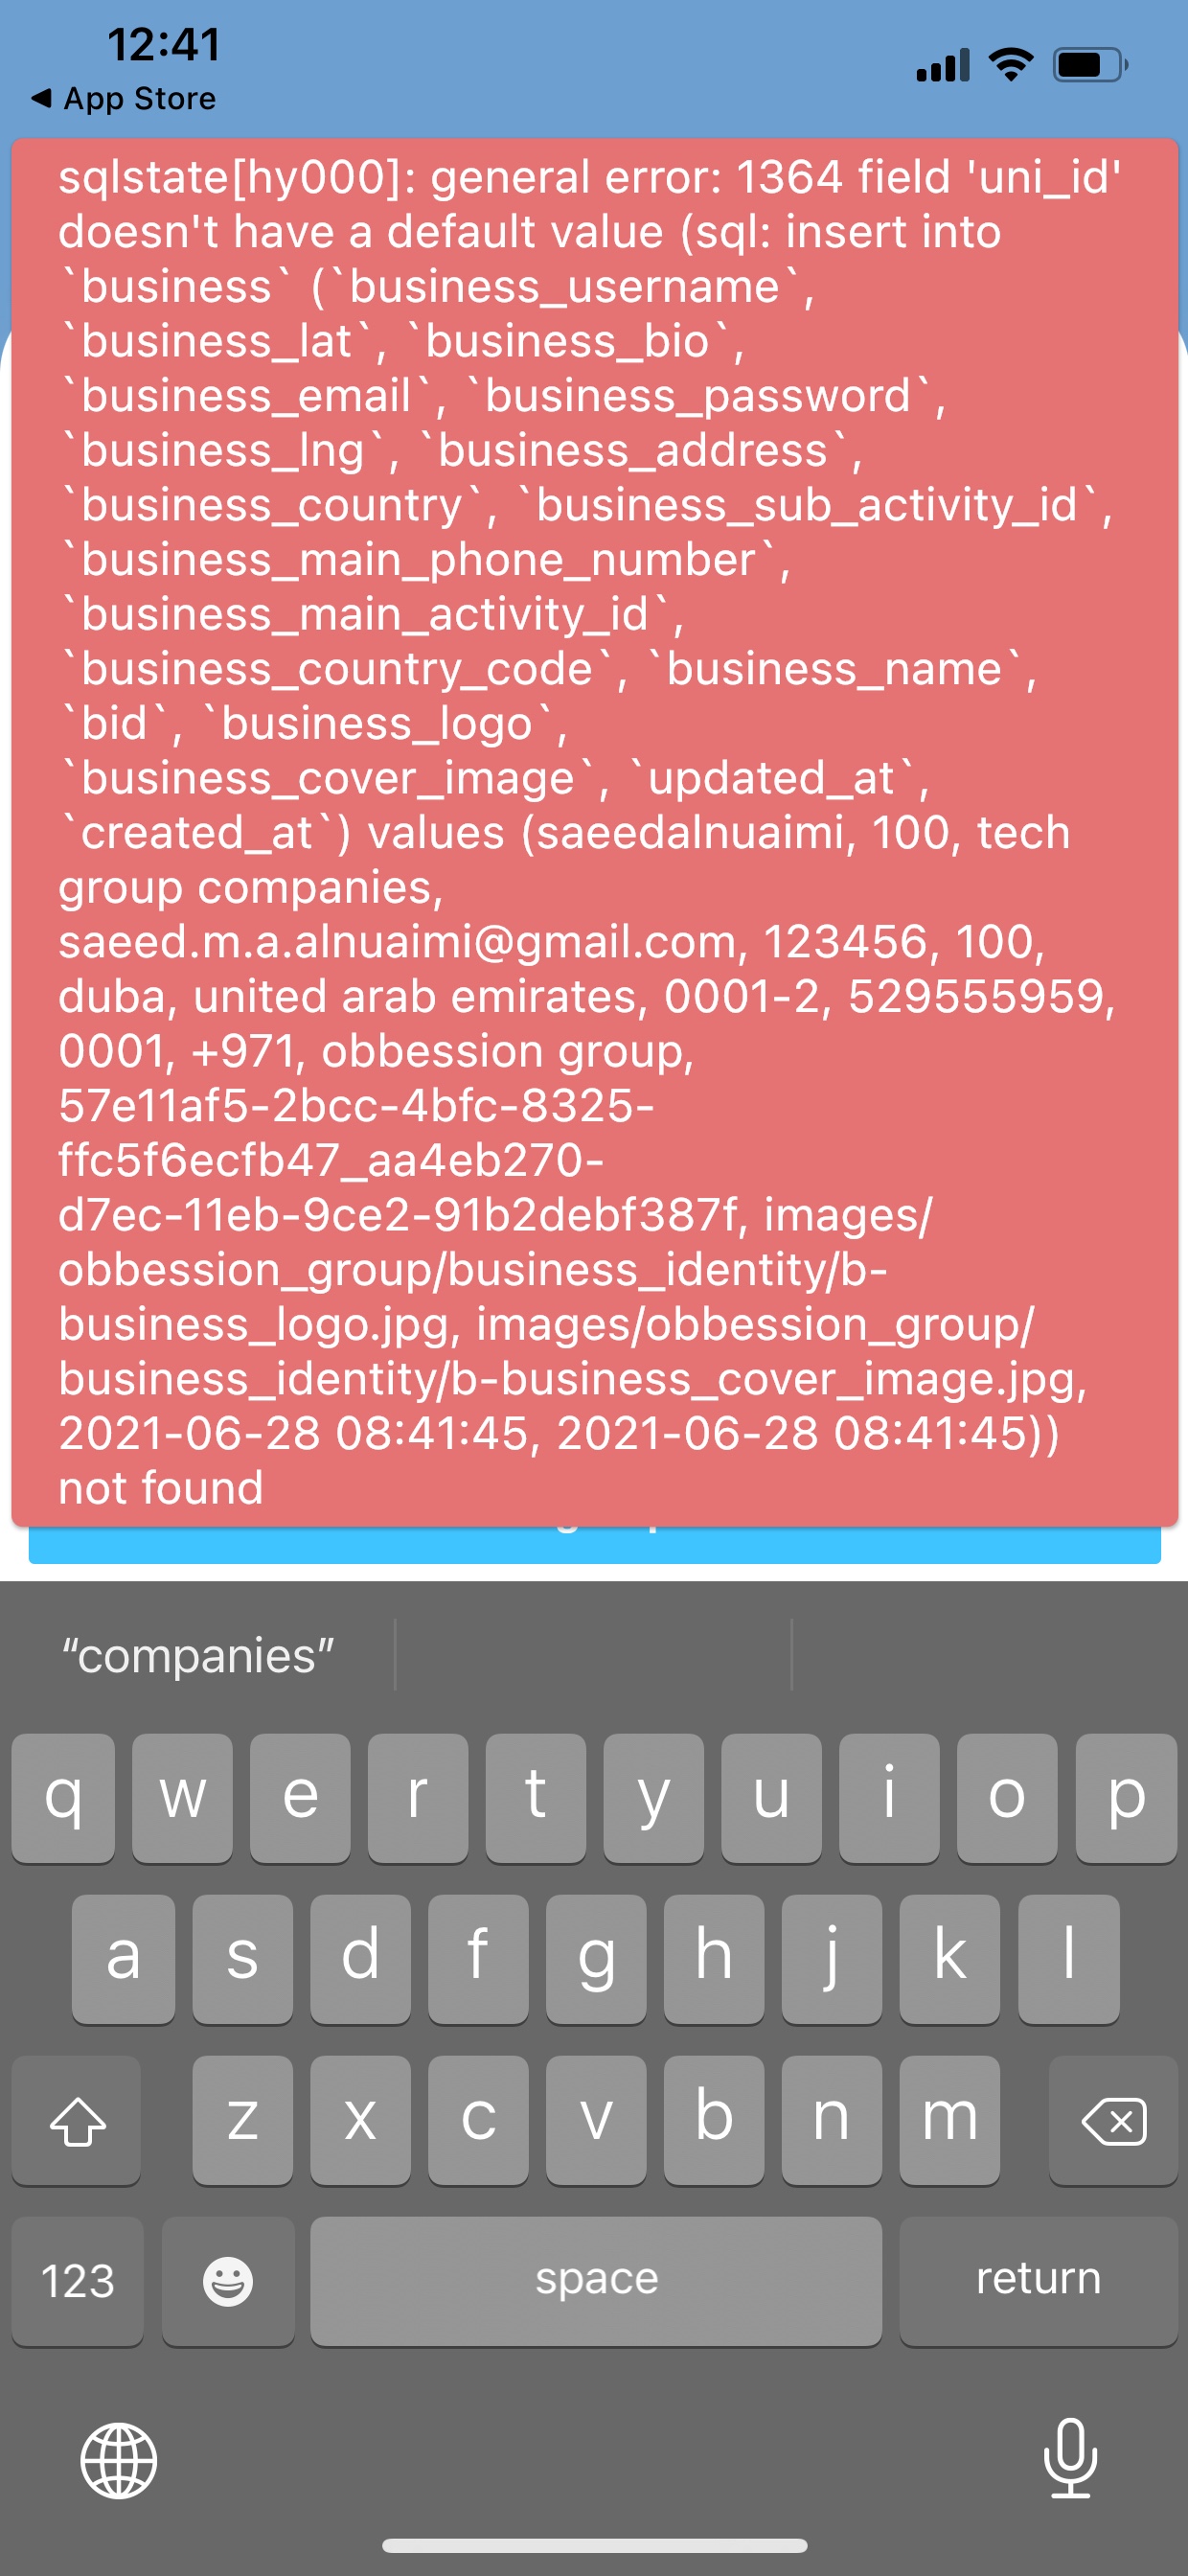 12:41
◀ App Store
sqlstate[hy000]: general error: 1364 field 'uni_id'
doesn't have a default value (sql: insert into
`business` (`business_username`,
`business_lat`, `business_bio`,
`business_email`, `business_password`,
`business_lng`, `business_address`,
`business_country`, `business_sub_activity_id`,
`business_main_phone_number`,
`business_main_activity_id`,
`business_country_code`, `business_name`,
`bid`, `business_logo`,
`business_cover_image`, `updated_at`,
`created_at`) values (saeedalnuaimi, 100, tech
group companies,
saeed.m.a.alnuaimi@gmail.com, 123456, 100,
duba, united arab emirates, 0001-2, 529555959,
0001, +971, obbession group,
57e11af5-2bcc-4bfc-8325-
ffc5f6ecfb47_aa4eb270-
d7ec-11eb-9ce2-91b2debf387f, images/
obbession_group/business_identity/b-
business_logo.jpg, images/obbession_group/
business_identity/b-business_cover_image.jpg,
2021-06-28 08:41:45, 2021-06-28 08:41:45))
not found
“companies”
q w e r t y u i o p
a s d f g h j k l
z x c v b n m
123 space return